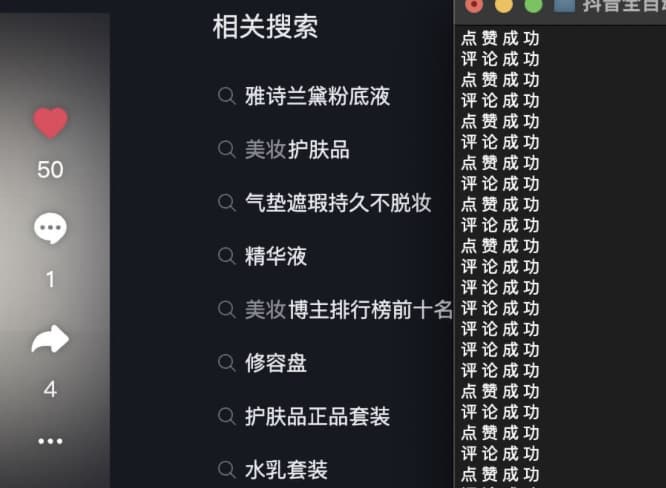 50
1
4
相关搜索
雅诗兰黛粉底液
美妆护肤品
气垫遮瑕持久不脱妆
精华液
美妆博主排行榜前十名
修容盘
护肤品正品套装
水乳套装
抖音全自
点赞成功
评论成功
点赞成功
评论成功
点赞成功
评论成功
点赞成功
评论成功
点赞成功
评论成功
点赞成功
评论成功
评论成功
评论成功
评论成功
评论成功
评论成功
点赞成功
评论成功
点赞成功
评论成功
点赞成功